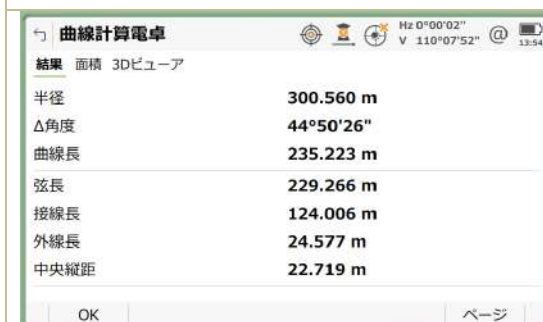 曲線計算電卓 Hz 0°00'02" @
V 110°07'52" 13:54
結果 面積 3Dビューア
半径 300.560 m
Δ角度 44°50'26"
曲線長 235.223 m
弦長 229.266 m
接線長 124.006 m
外線長 24.577 m
中央縦距 22.719 m
OK ページ